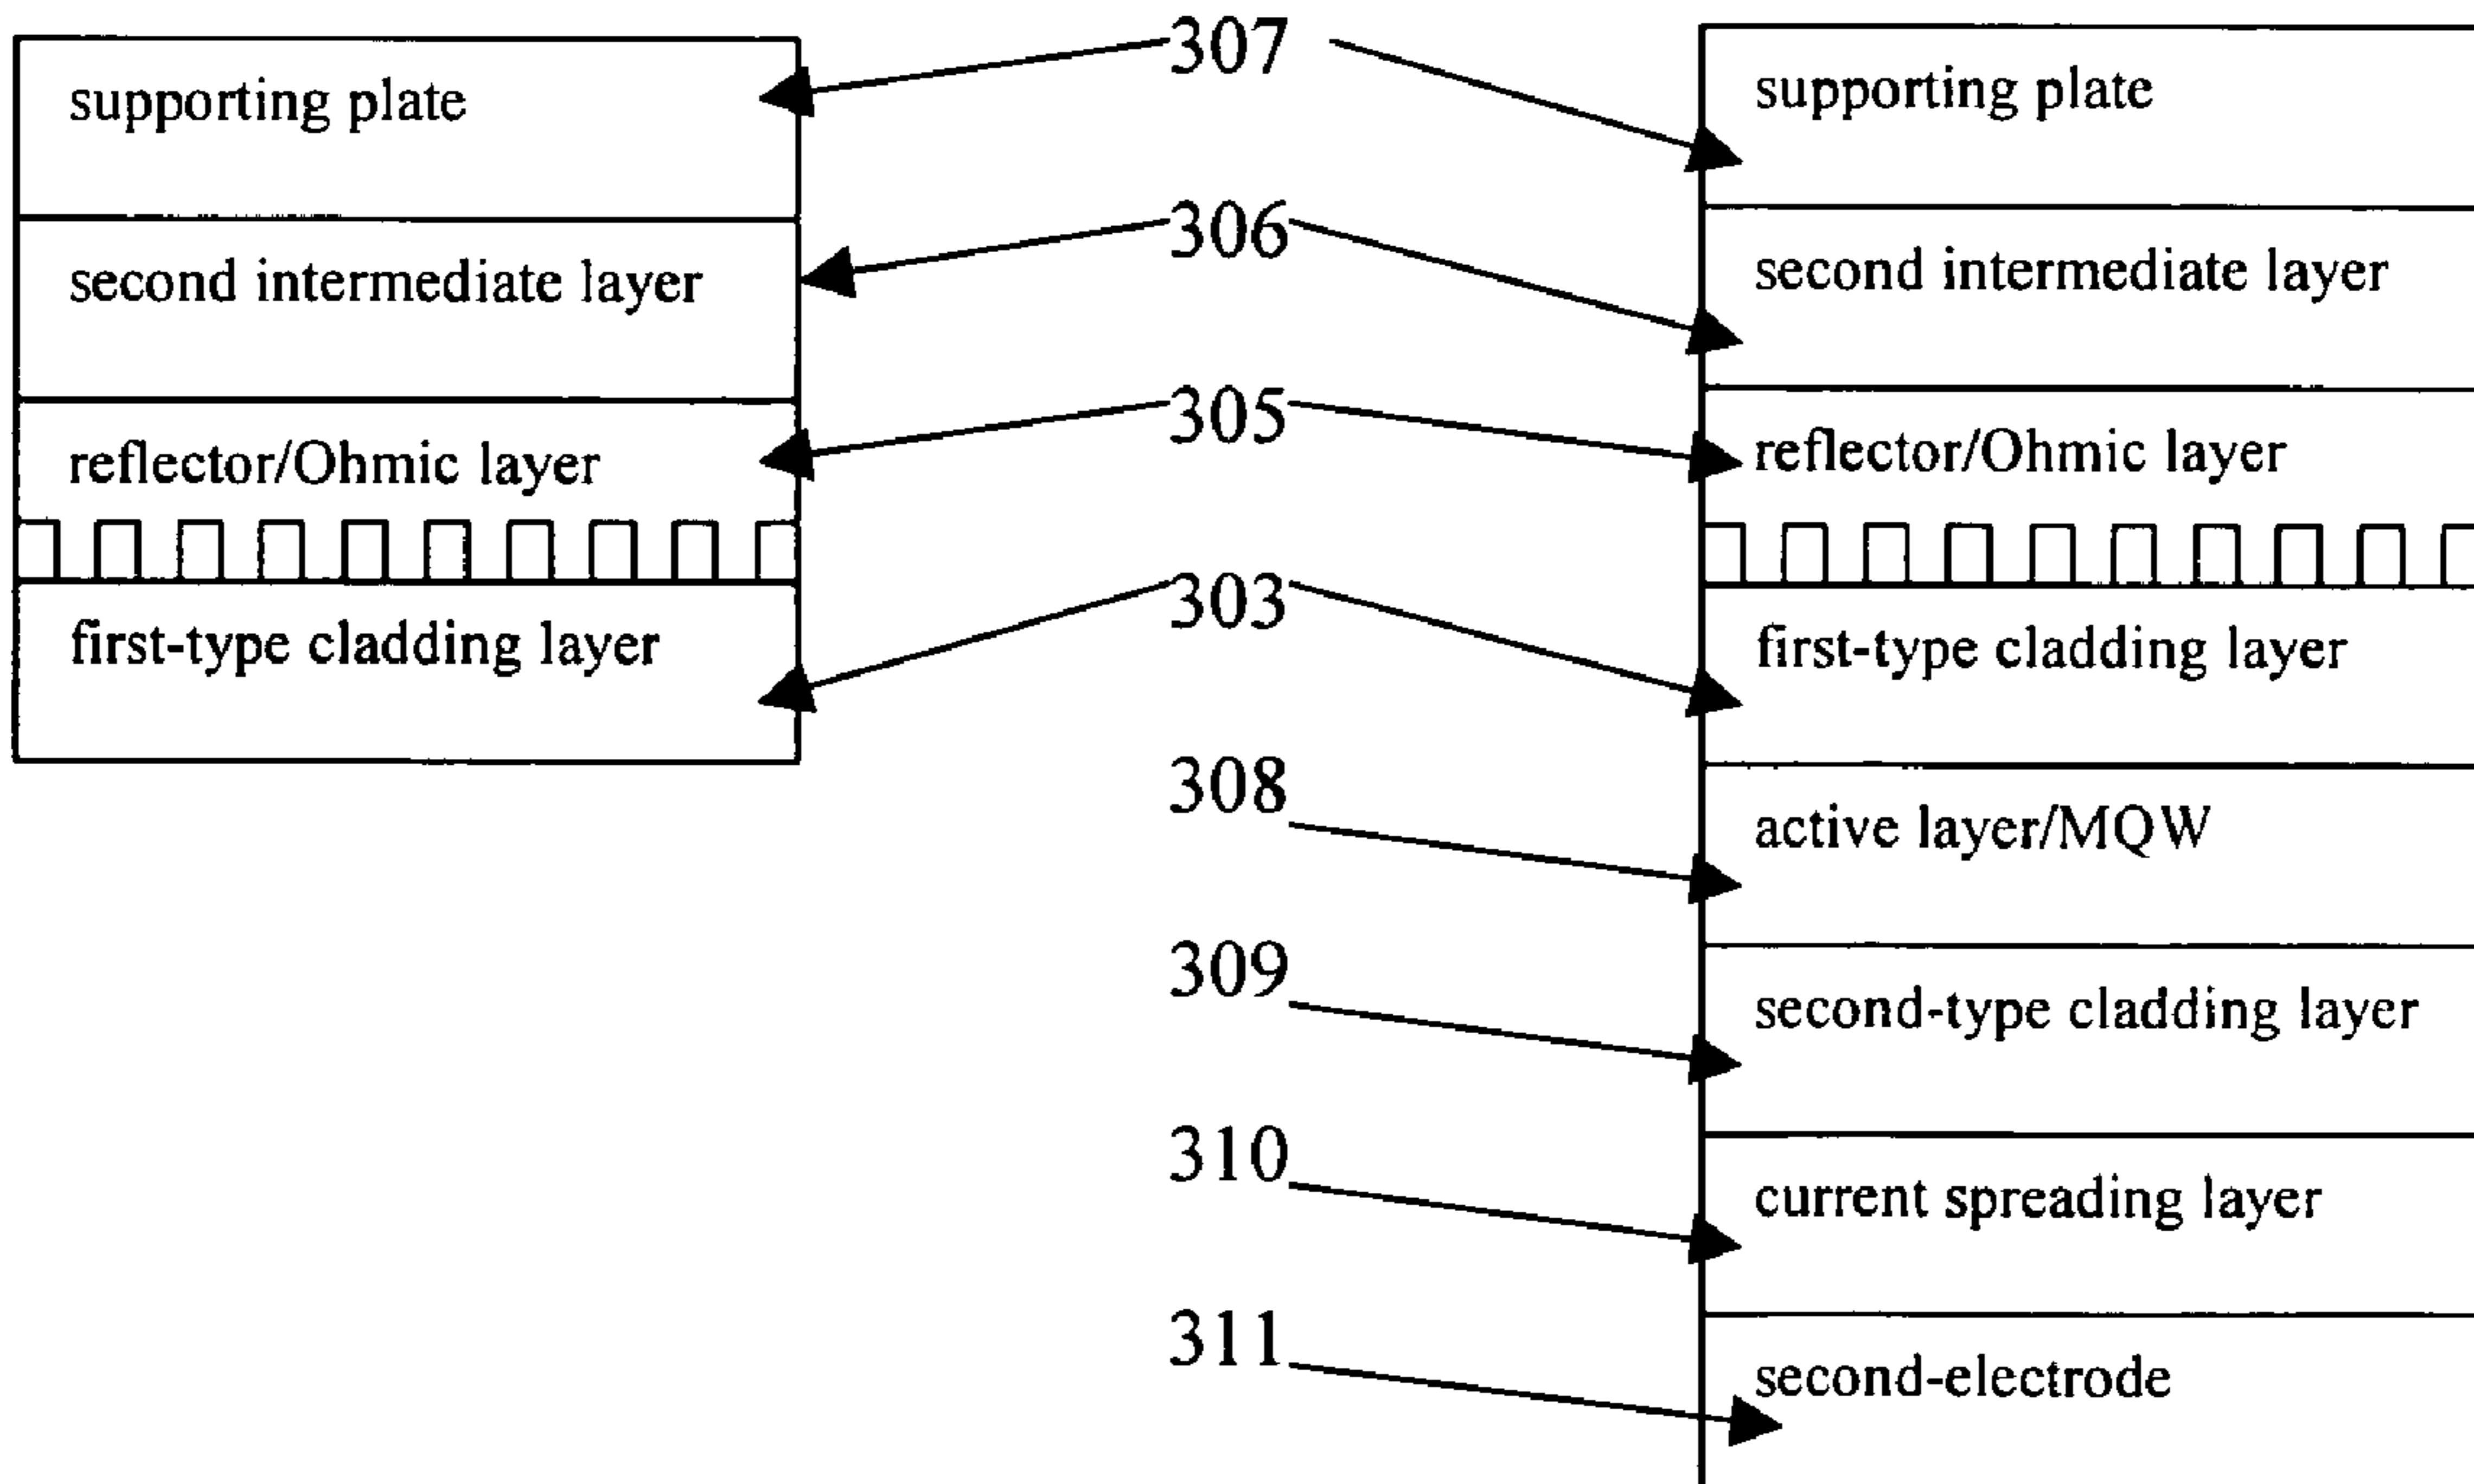 supporting plate
second intermediate layer
reflector/Ohmic layer
first-type cladding layer
307
306
305
303
308
309
310
311
supporting plate
second intermediate layer
reflector/Ohmic layer
first-type cladding layer
active layer/MQW
second-type cladding layer
current spreading layer
second-electrode